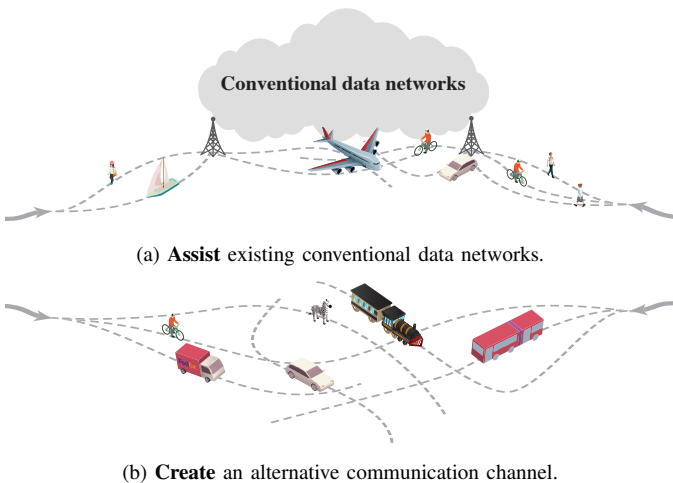 Conventional data networks
(a) Assist existing conventional data networks.
(b) Create an alternative communication channel.